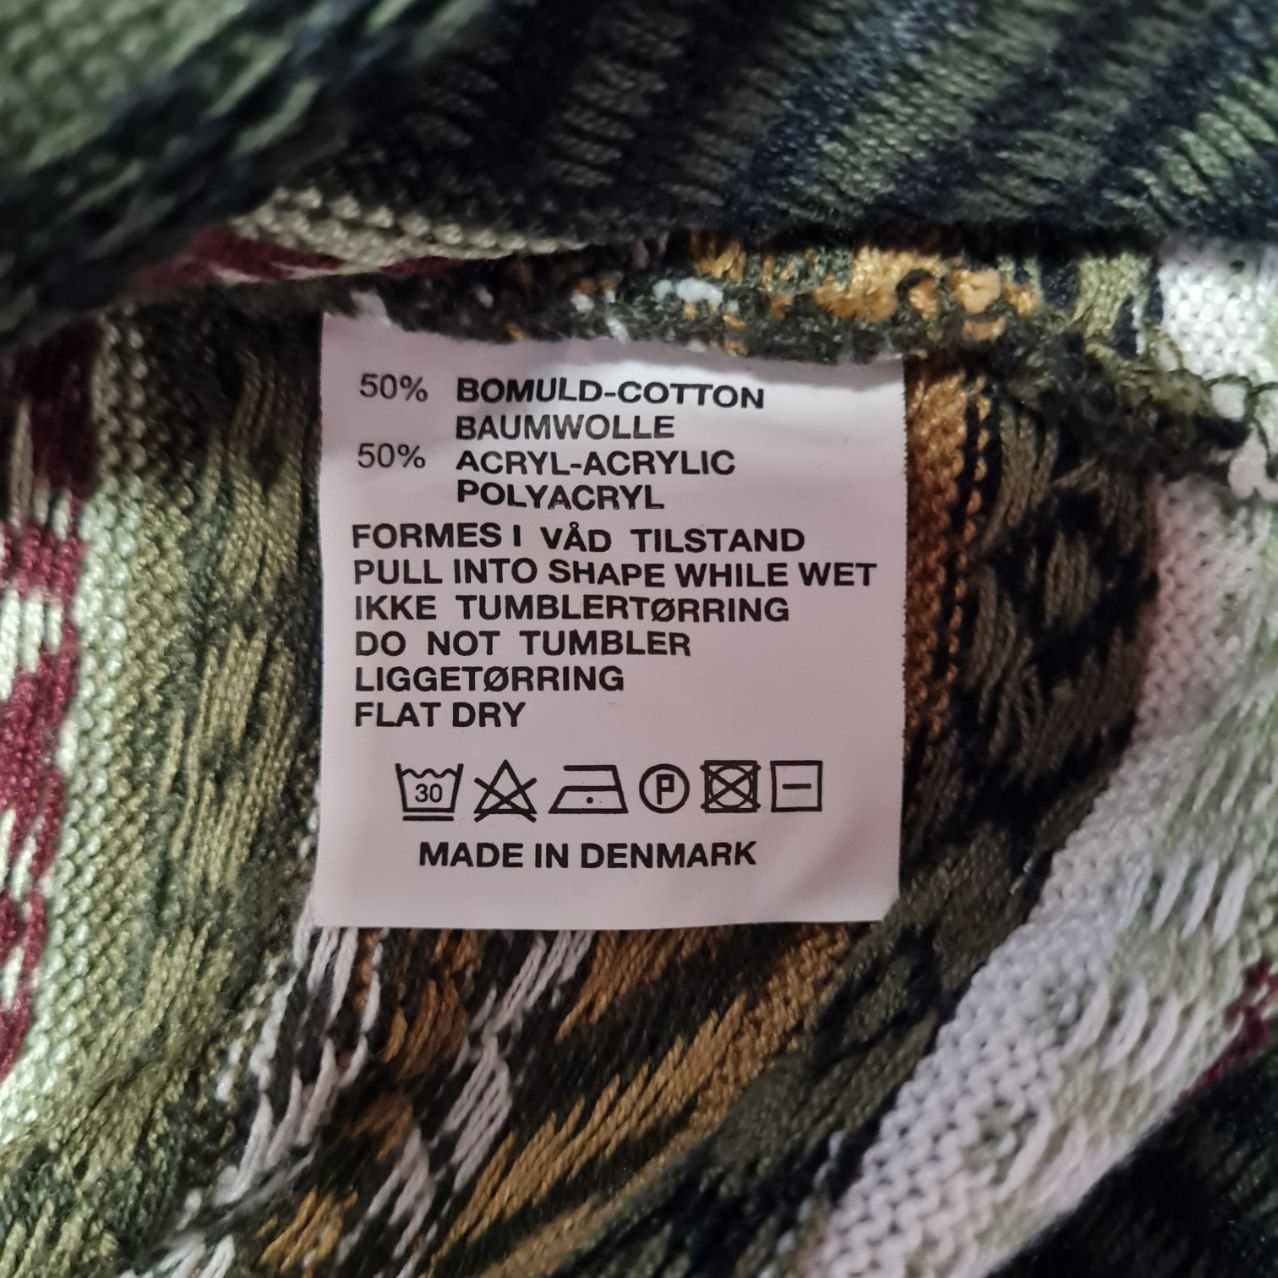 50% BOMULD-COTTON
BAUMWOLLE
50% ACRYL-ACRYLIC
POLYACRYL
FORMES I VÅD TILSTAND
PULL INTO SHAPE WHILE WET
IKKE TUMBLERTØRRING
DO NOT TUMBLER
LIGGETØRRING
FLAT DRY
30 P
MADE IN DENMARK